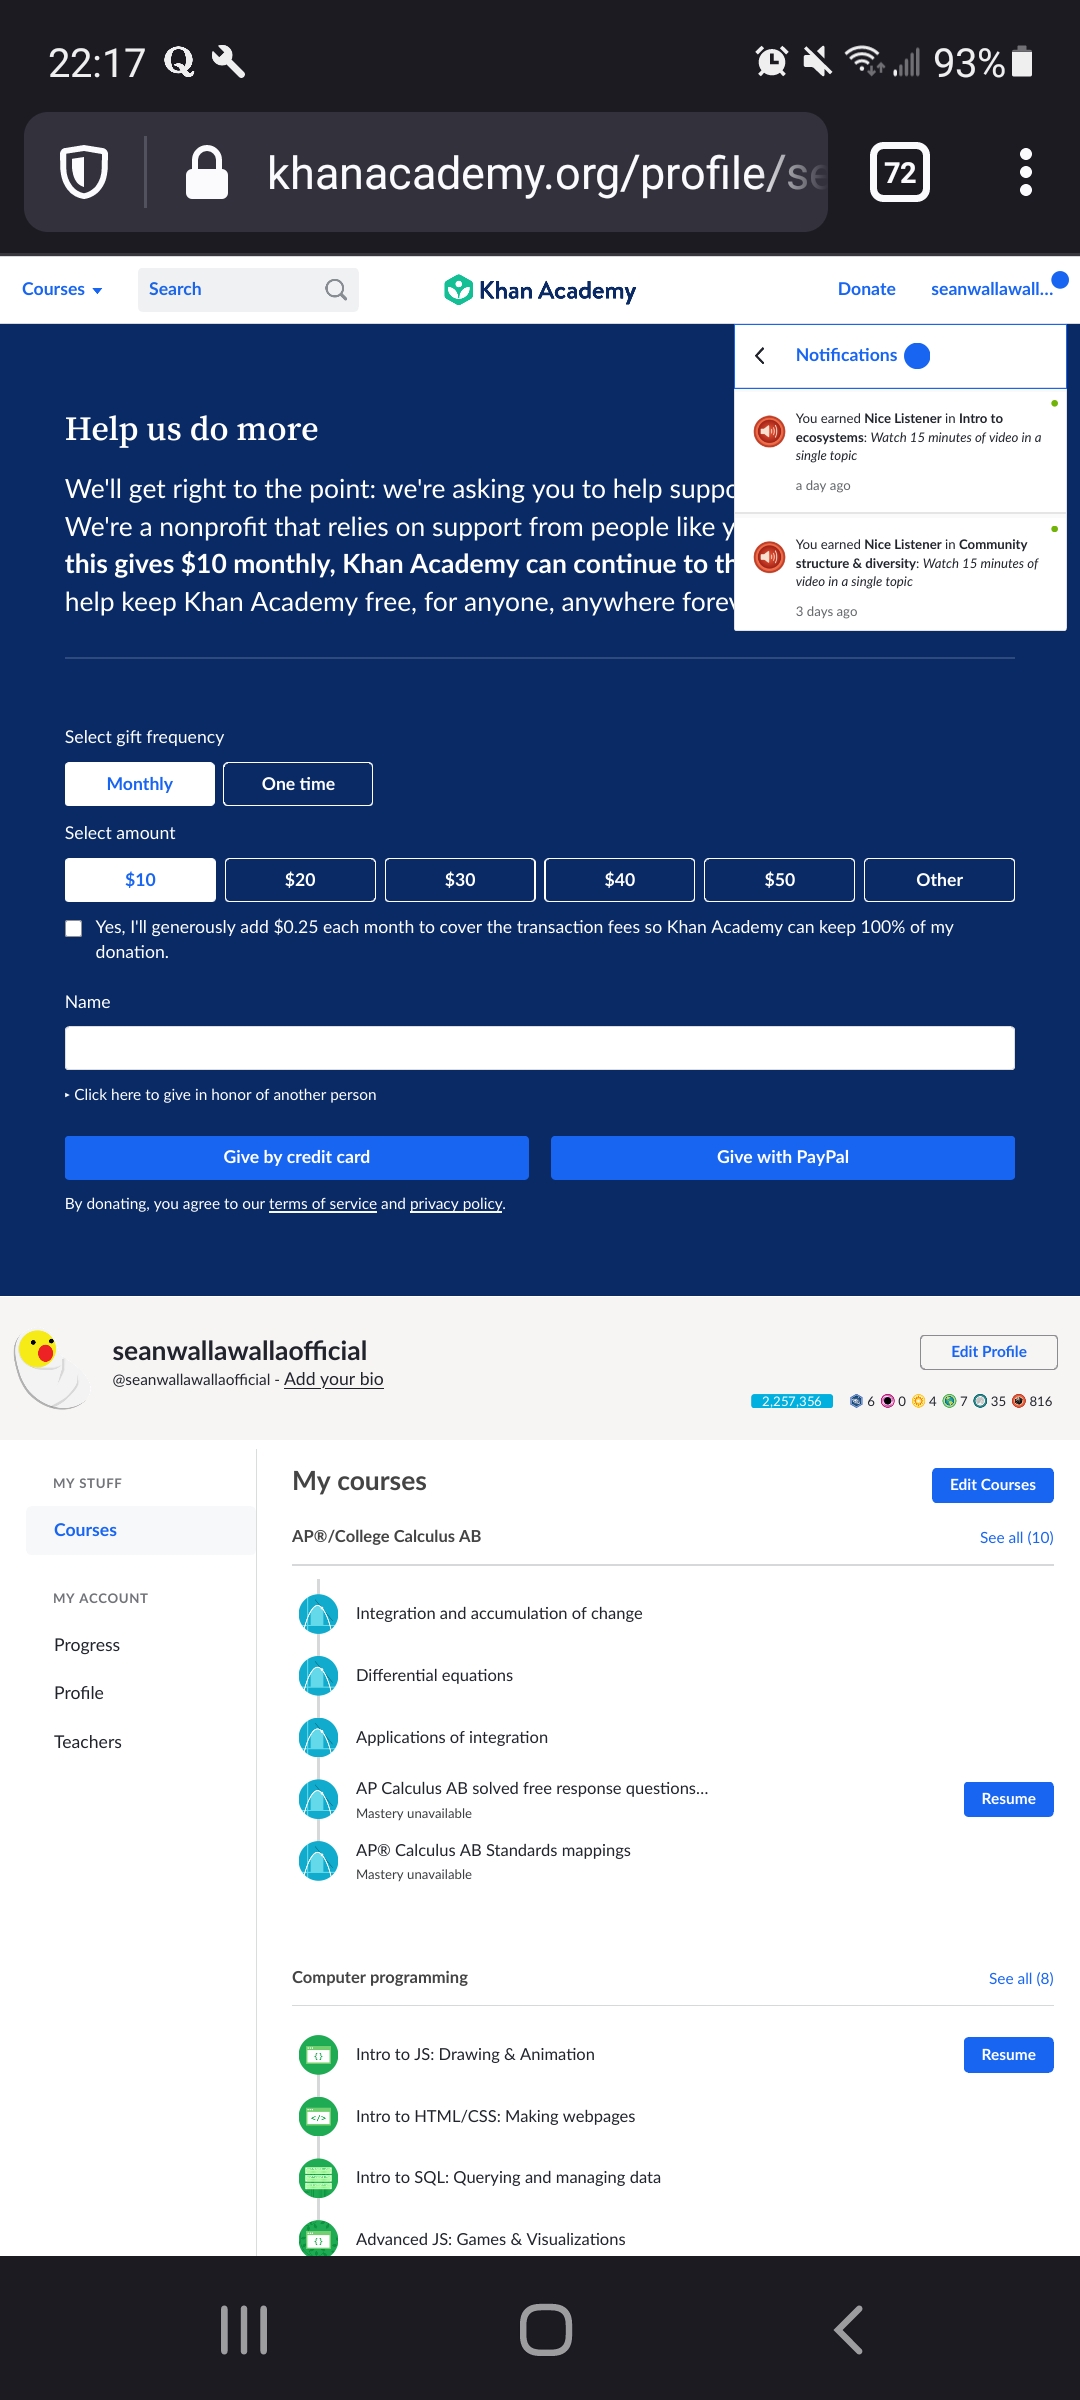 22:17
93%
khanacademy.org/profile/se
72
Courses
Search
Khan Academy
Donate
seanwallawall...
Notifications
You earned Nice Listener in Intro to
ecosystems: Watch 15 minutes of video in a
single topic
a day ago
You earned Nice Listener in Community
structure & diversity: Watch 15 minutes of
video in a single topic
3 days ago
Help us do more
We'll get right to the point: we're asking you to help suppo
We're a nonprofit that relies on support from people like y
this gives $10 monthly, Khan Academy can continue to th
help keep Khan Academy free, for anyone, anywhere forev
Select gift frequency
Monthly
One time
Select amount
$10
$20
$30
$40
$50
Other
Yes, I'll generously add $0.25 each month to cover the transaction fees so Khan Academy can keep 100% of my
donation.
Name
Click here to give in honor of another person
Give by credit card
Give with PayPal
By donating, you agree to our terms of service and privacy policy.
seanwallawallaofficial
@seanwallawallaofficial - Add your bio
Edit Profile
2,257,356
6 0 4 7 35 816
MY STUFF
Courses
MY ACCOUNT
Progress
Profile
Teachers
My courses
Edit Courses
AP®/College Calculus AB
See all (10)
Integration and accumulation of change
Differential equations
Applications of integration
AP Calculus AB solved free response questions...
Mastery unavailable
Resume
AP® Calculus AB Standards mappings
Mastery unavailable
Computer programming
See all (8)
Intro to JS: Drawing & Animation
Resume
Intro to HTML/CSS: Making webpages
Intro to SQL: Querying and managing data
Advanced JS: Games & Visualizations